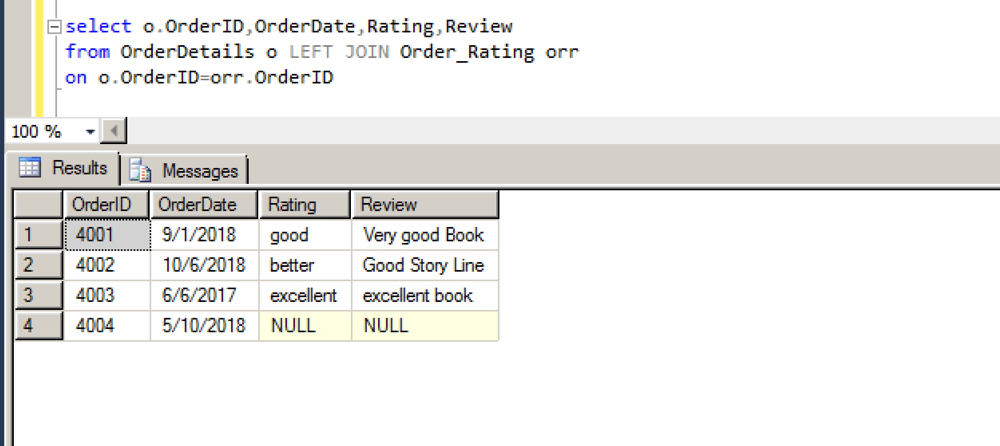 select o.OrderID,OrderDate,Rating,Review
from OrderDetails o LEFT JOIN Order_Rating orr
on o.OrderID=orr.OrderID
100 %
Results Messages
OrderID OrderDate Rating Review
1 4001 9/1/2018 good Very good Book
2 4002 10/6/2018 better Good Story Line
3 4003 6/6/2017 excellent excellent book
4 4004 5/10/2018 NULL NULL